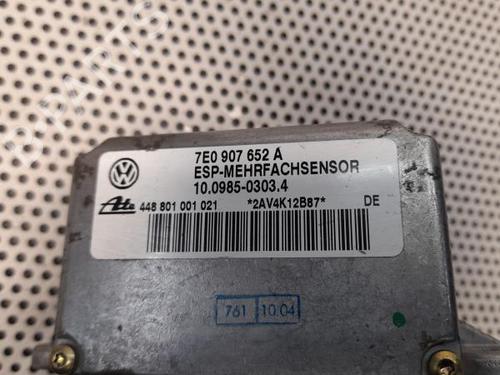 7E0 907 652 A
ESP-MEHRFACHSENSOR
10.0985-0303.4
Ate 448 801 001 021 *2AV4K12B87* DE
761 10.04
B-PARTS